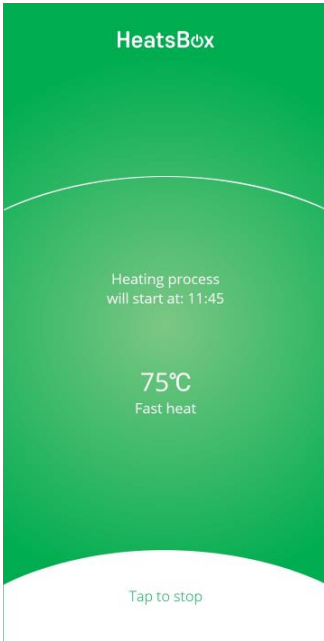 HeatsBox
Heating process
will start at: 11:45
75℃
Fast heat
Tap to stop